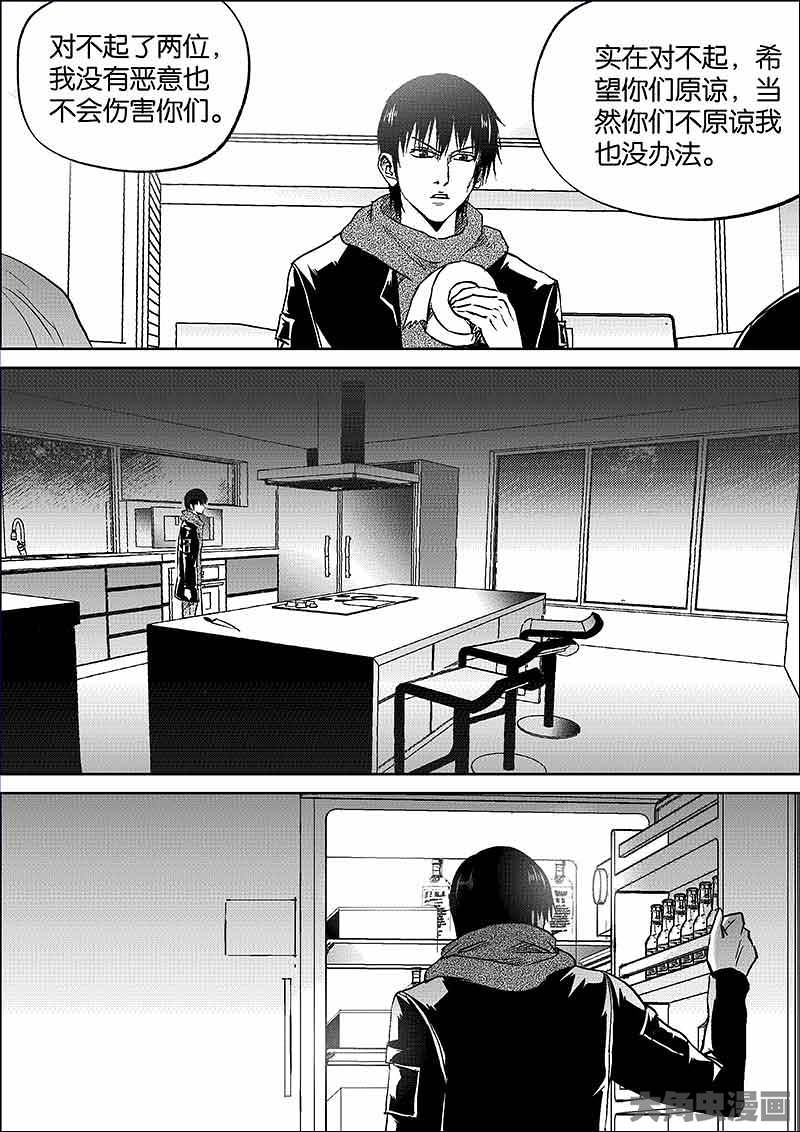 对不起了两位，
我没有恶意也
不会伤害你们。
实在对不起，希
望你们原谅，当
然你们不原谅我
也没办法。
大角虫漫画